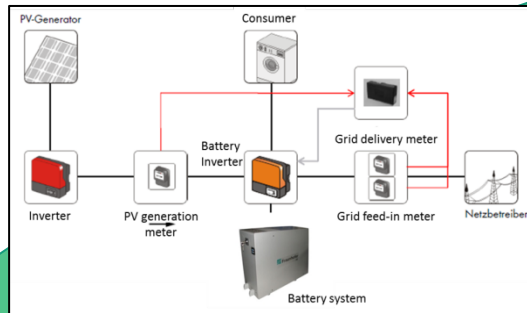 PV-Generator
Consumer
Battery
Inverter
Grid delivery meter
Inverter
PV generation
meter
Grid feed-in meter
Netzbetreiber
Battery system